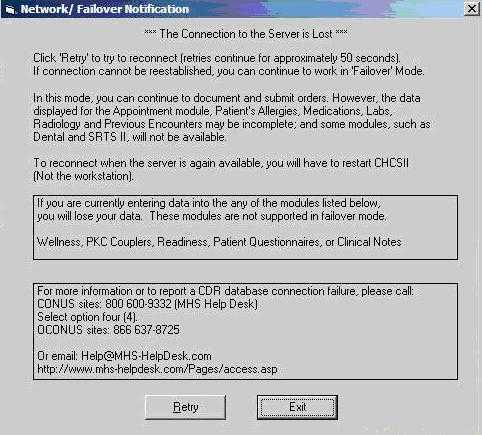 Network/ Failover Notification
*** The Connection to the Server is Lost ***
Click 'Retry' to try to reconnect (retries continue for approximately 50 seconds).
If connection cannot be reestablished, you can continue to work in 'Failover' Mode.
In this mode, you can continue to document and submit orders. However, the data
displayed for the Appointment module, Patient's Allergies, Medications, Labs,
Radiology and Previous Encounters may be incomplete; and some modules, such as
Dental and SRTS II, will not be available.
To reconnect when the server is again available, you will have to restart CHCSII
(Not the workstation).
If you are currently entering data into the any of the modules listed below,
you will lose your data. These modules are not supported in failover mode.
Wellness, PKC Couplers, Readiness, Patient Questionnaires, or Clinical Notes
For more information or to report a CDR database connection failure, please call:
CONUS sites: 800 600-9332 (MHS Help Desk)
Select option four (4).
OCONUS sites: 866 637-8725
Or email: Help@MHS-HelpDesk.com
http://www.mhs-helpdesk.com/Pages/access.asp
Retry
Exit